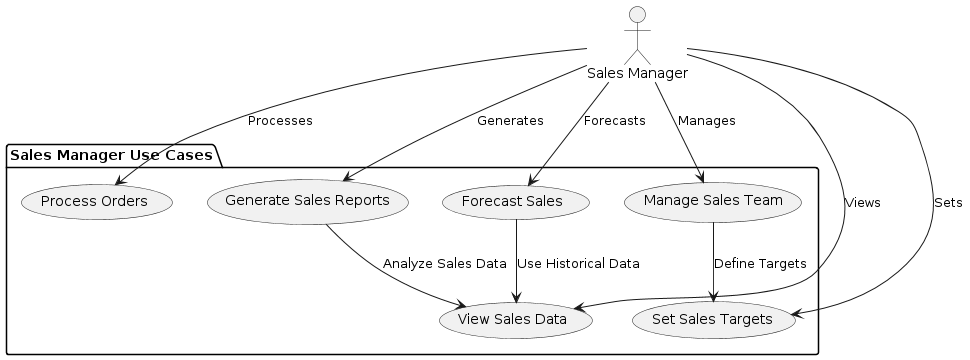 Sales Manager
Processes
Generates
Forecasts
Manages
Sales Manager Use Cases
Process Orders
Generate Sales Reports
Forecast Sales
Manage Sales Team
Views
Sets
Analyze Sales Data
Use Historical Data
Define Targets
View Sales Data
Set Sales Targets